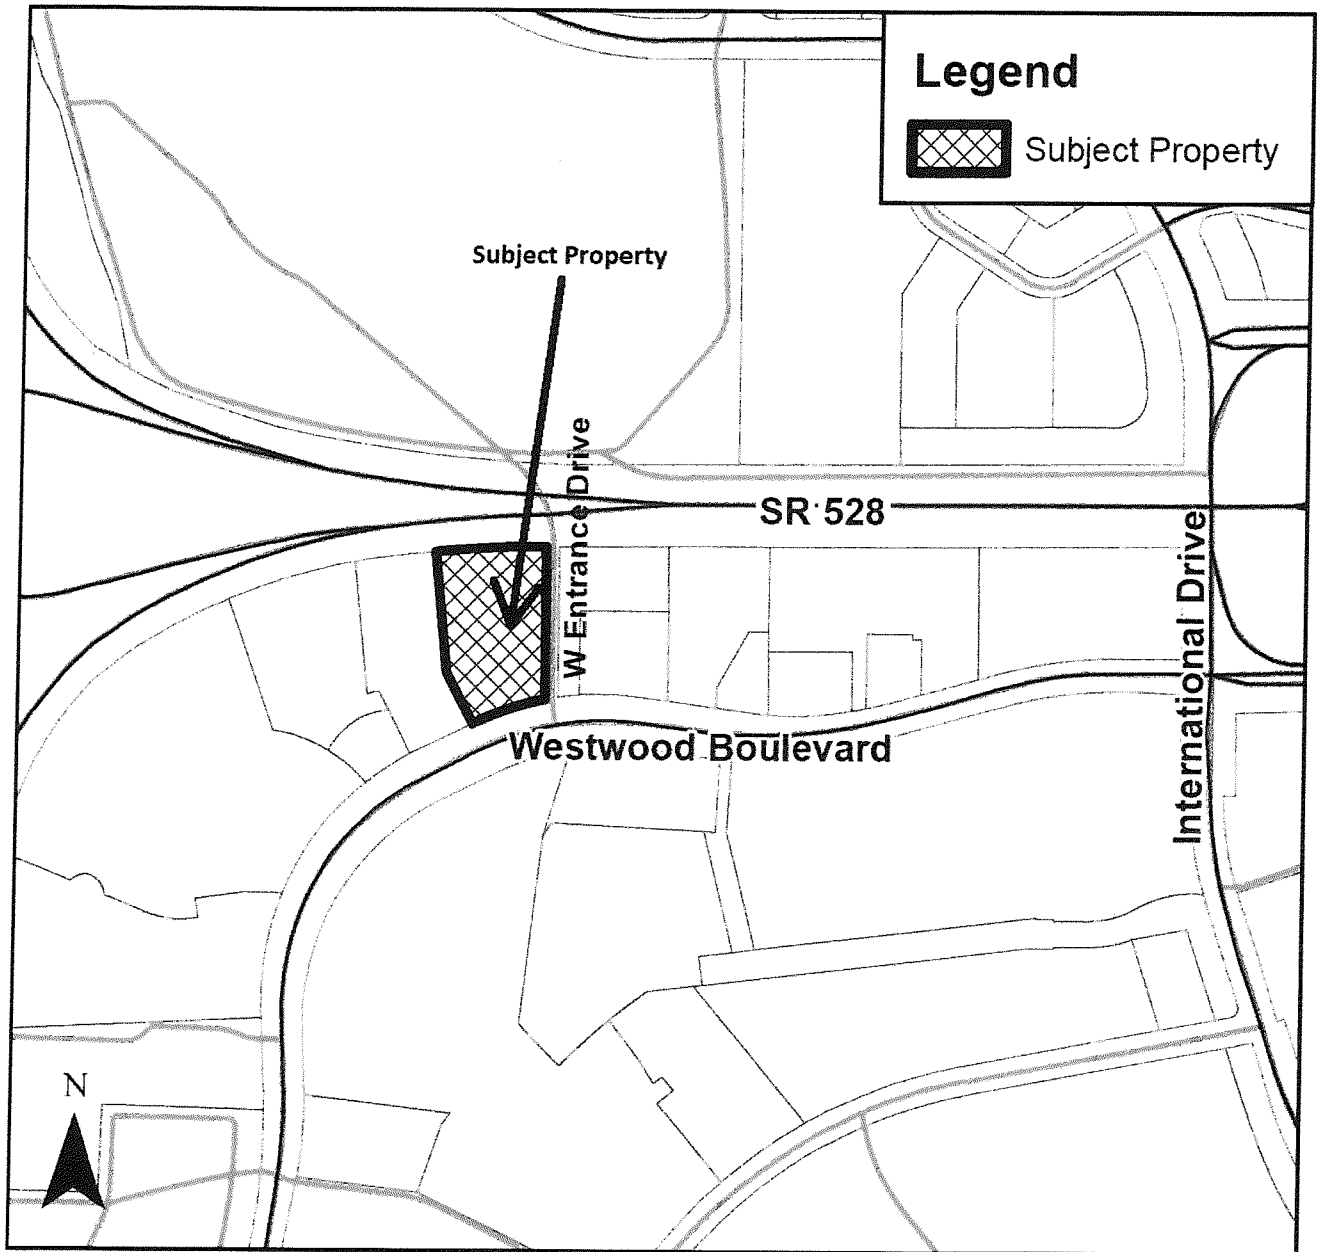 Legend
Subject Property
Subject Property
W Entrance Drive
SR 528
International Drive
Westwood Boulevard
N